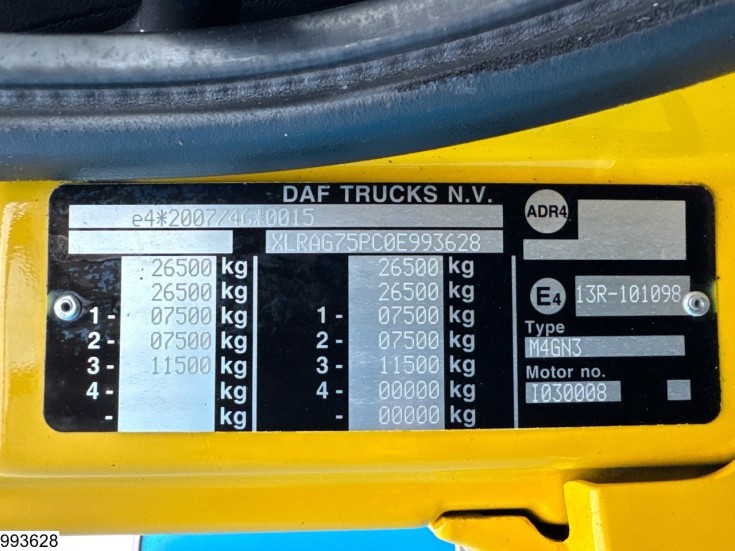 DAF TRUCKS N.V.
e4*2007/46*0015
XLRAG75PC0E993628
26500 kg 26500 kg
26500 kg 26500 kg
1- 07500 kg 1- 07500 kg
2- 07500 kg 2- 07500 kg
3- 11500 kg 3- 11500 kg
4- kg 4- 00000 kg
- kg - 00000 kg
ADR4
E4 13R-101098
Type
M4GN3
Motor no.
I030008
993628